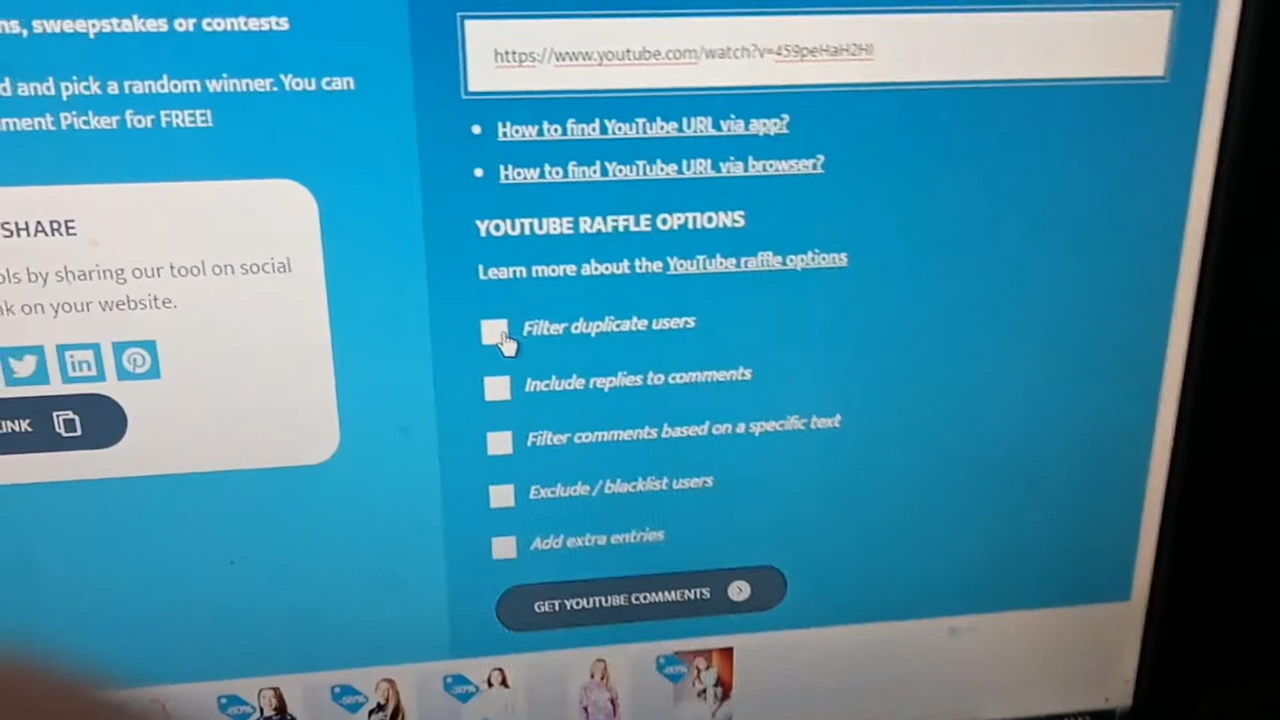 ns, sweepstakes or contests
d and pick a random winner. You can
ment Picker for FREE!
SHARE
ols by sharing our tool on social
nk on your website.
in
INK
https://www.youtube.com/watch?v=459peHaH2HI
How to find YouTube URL via app?
How to find YouTube URL via browser?
YOUTUBE RAFFLE OPTIONS
Learn more about the YouTube raffle options
Filter duplicate users
Include replies to comments
Filter comments based on a specific text
Exclude / blacklist users
Add extra entries
GET YOUTUBE COMMENTS